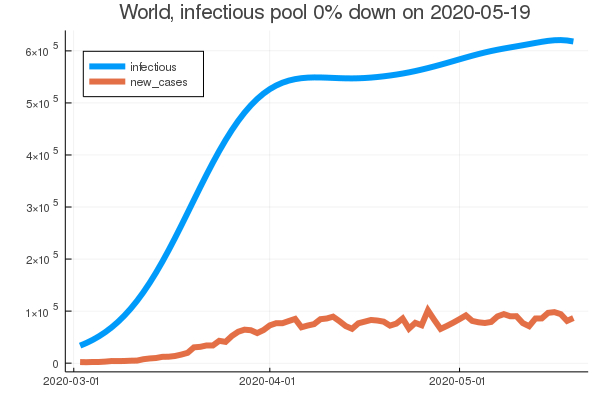 World, infectious pool 0% down on 2020-05-19
6×10 5
infectious
new_cases
5×10 5
4×10 5
3×10 5
2×10 5
1×10 5
0
2020-03-01 2020-04-01 2020-05-01